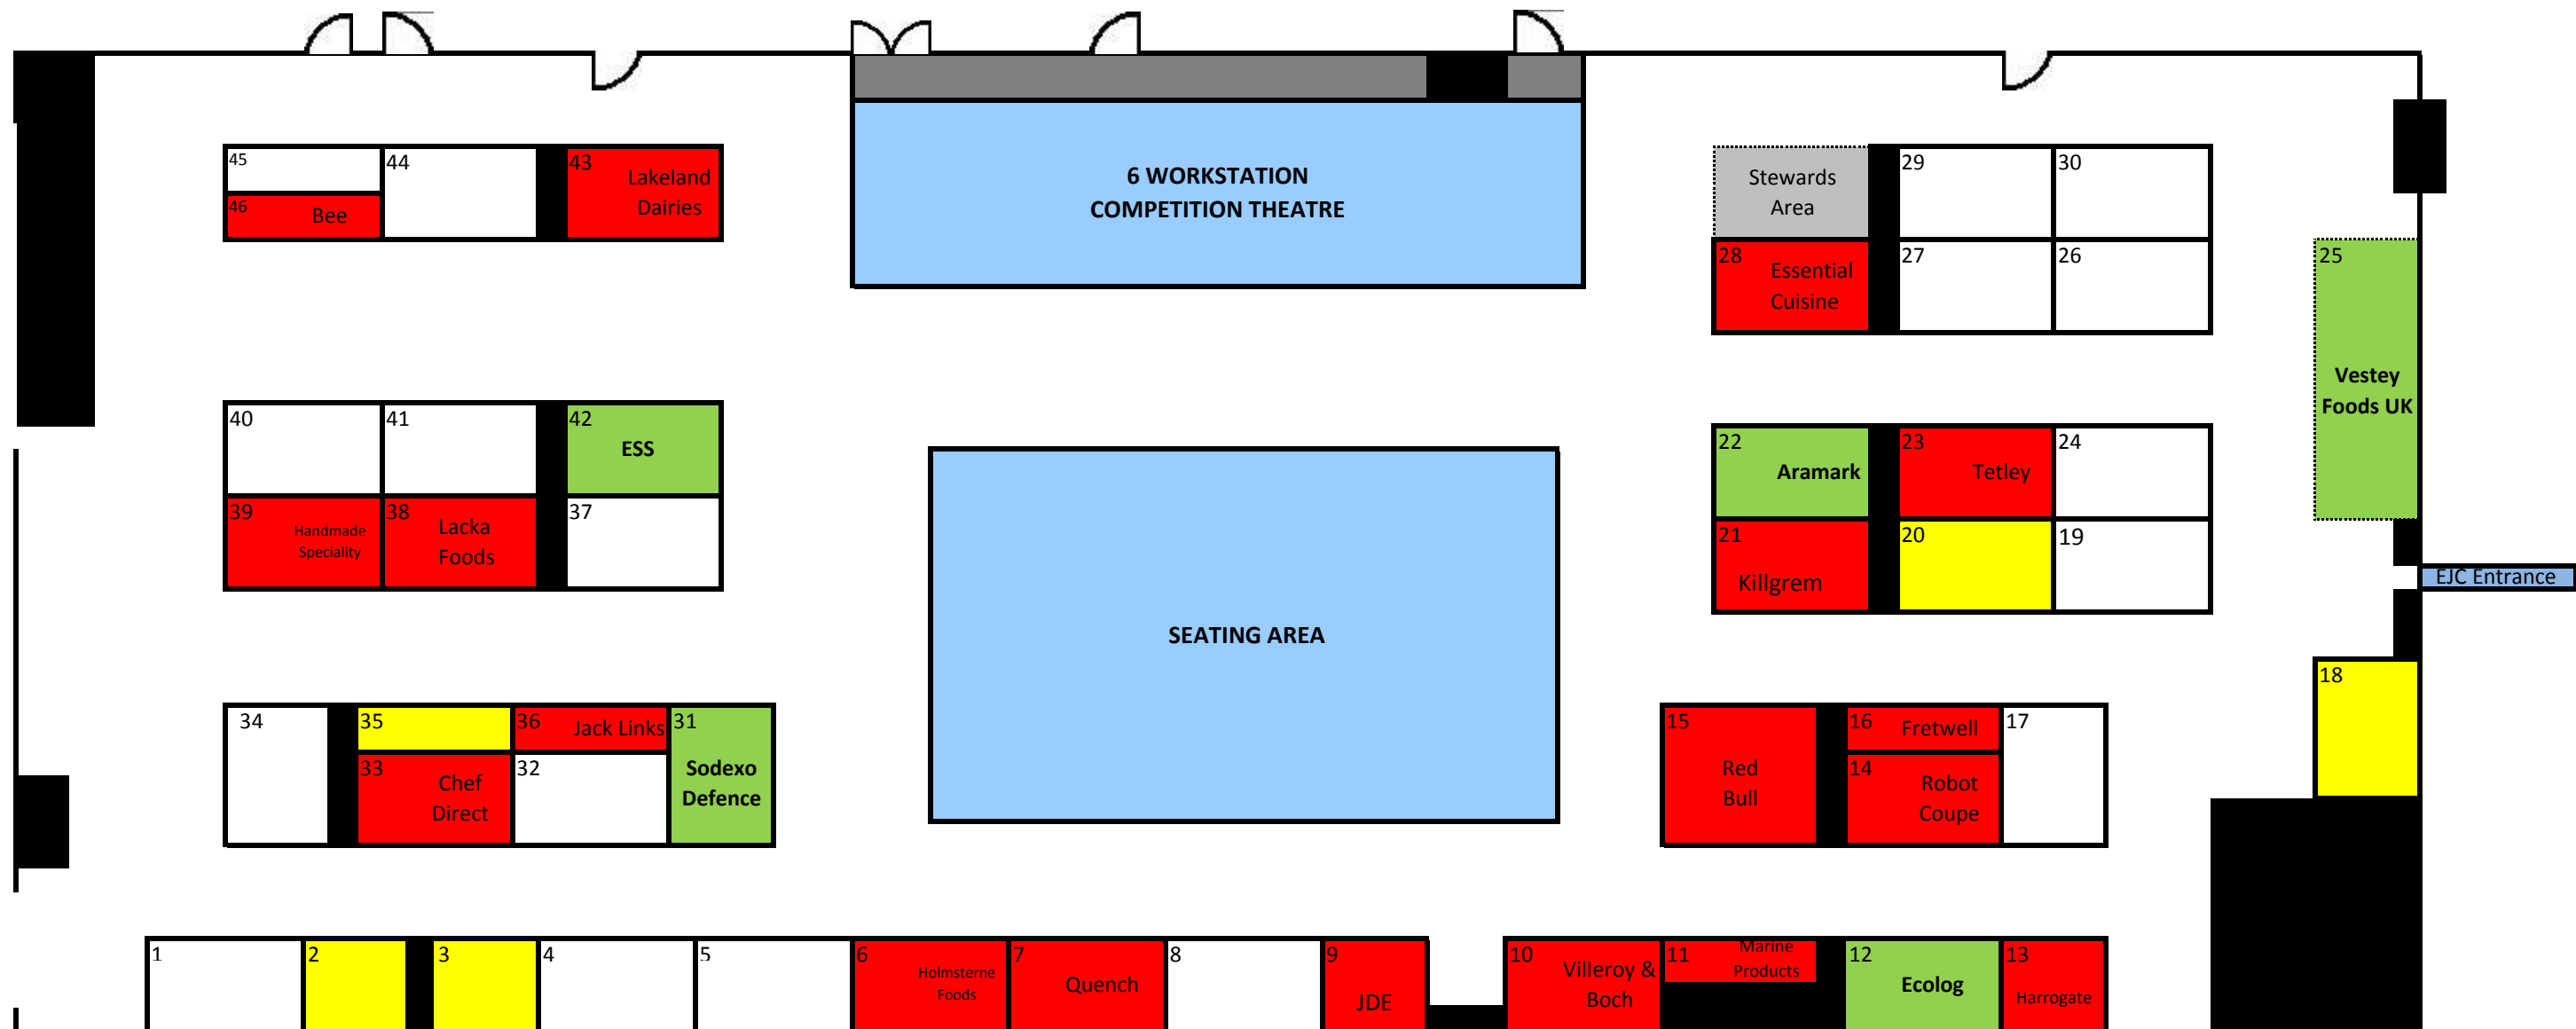 45
44
43
Lakeland
Dairies
46
Bee
6 WORKSTATION
COMPETITION THEATRE
Stewards
Area
29
30
28
Essential
Cuisine
27
26
25
Vestey
Foods UK
40
41
42
ESS
39
Handmade
Speciality
38
Lacka
Foods
37
22
Aramark
23
Tetley
24
21
Killgrem
20
19
EJC Entrance
SEATING AREA
18
34
35
36
Jack Links
31
Sodexo
Defence
33
Chef
Direct
32
15
Red
Bull
16
Fretwell
17
14
Robot
Coupe
1
2
3
4
5
6
Holmsterne
Foods
7
Quench
8
9
JDE
10
Villeroy &
Boch
11
Marine
Products
12
Ecolog
13
Harrogate